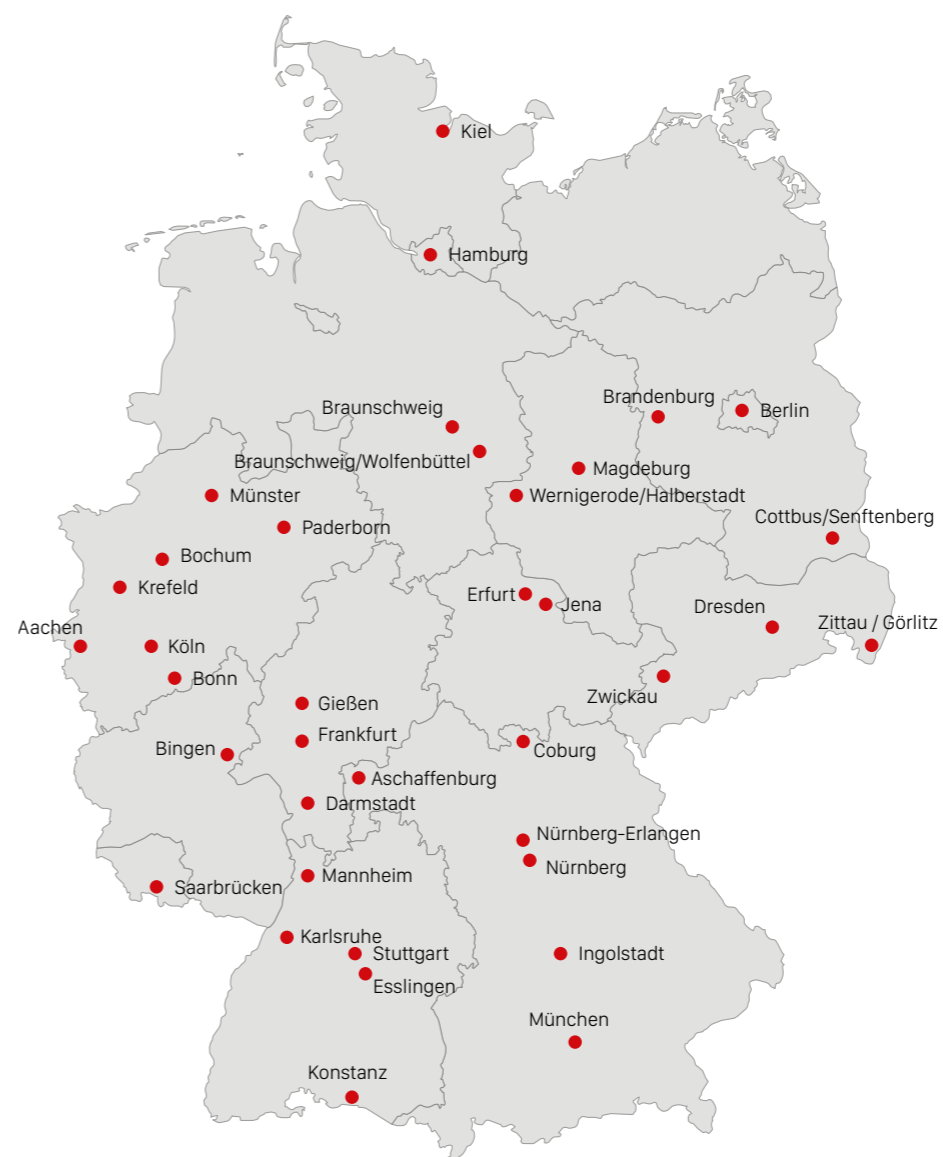 Kiel
Hamburg
Brandenburg
Berlin
Braunschweig
Braunschweig/Wolfenbüttel
Magdeburg
Münster
Wernigerode/Halberstadt
Cottbus/Senftenberg
Paderborn
Bochum
Krefeld
Erfurt
Jena
Dresden
Zittau / Görlitz
Aachen
Köln
Bonn
Zwickau
Gießen
Frankfurt
Bingen
Coburg
Aschaffenburg
Darmstadt
Nürnberg-Erlangen
Nürnberg
Mannheim
Saarbrücken
Karlsruhe
Stuttgart
Ingolstadt
Esslingen
München
Konstanz